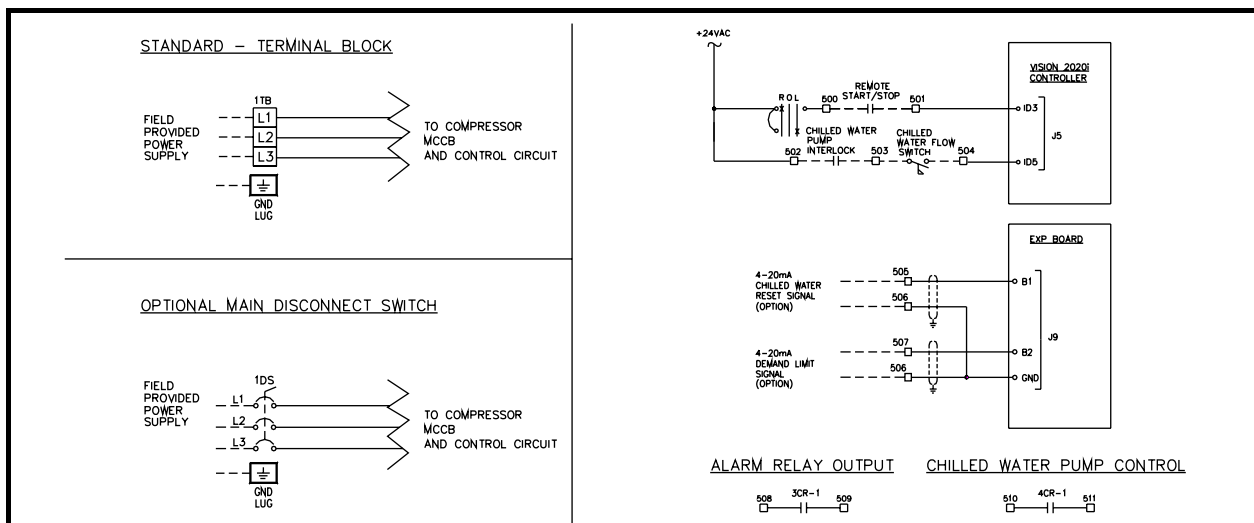 STANDARD - TERMINAL BLOCK
1TB
FIELD
PROVIDED
POWER
SUPPLY
L1
L2
L3
TO COMPRESSOR
MCCB
AND CONTROL CIRCUIT
GND
LUG
OPTIONAL MAIN DISCONNECT SWITCH
1DS
FIELD
PROVIDED
POWER
SUPPLY
L1
L2
L3
TO COMPRESSOR
MCCB
AND CONTROL CIRCUIT
GND
LUG
+24VAC
VISION 2020i
CONTROLLER
R O L
500
REMOTE
START/STOP
501
ID3
J5
502
CHILLED WATER
PUMP
INTERLOCK
503
CHILLED
WATER FLOW
SWITCH
504
ID5
EXP BOARD
4-20mA
CHILLED WATER
RESET SIGNAL
(OPTION)
505
506
B1
J9
4-20mA
DEMAND LIMIT
SIGNAL
(OPTION)
507
506
B2
GND
ALARM RELAY OUTPUT
508 3CR-1 509
CHILLED WATER PUMP CONTROL
510 4CR-1 511